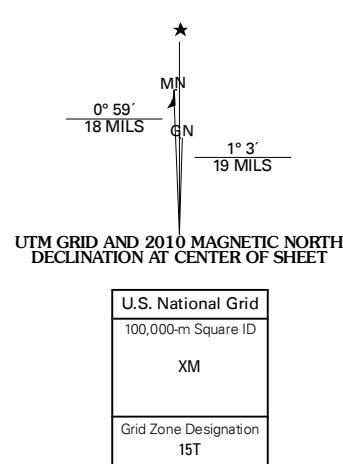 ★
MN
0° 59´
18 MILS
GN
1° 3´
19 MILS
UTM GRID AND 2010 MAGNETIC NORTH
DECLINATION AT CENTER OF SHEET
U.S. National Grid
100,000-m Square ID
XM
Grid Zone Designation
15T